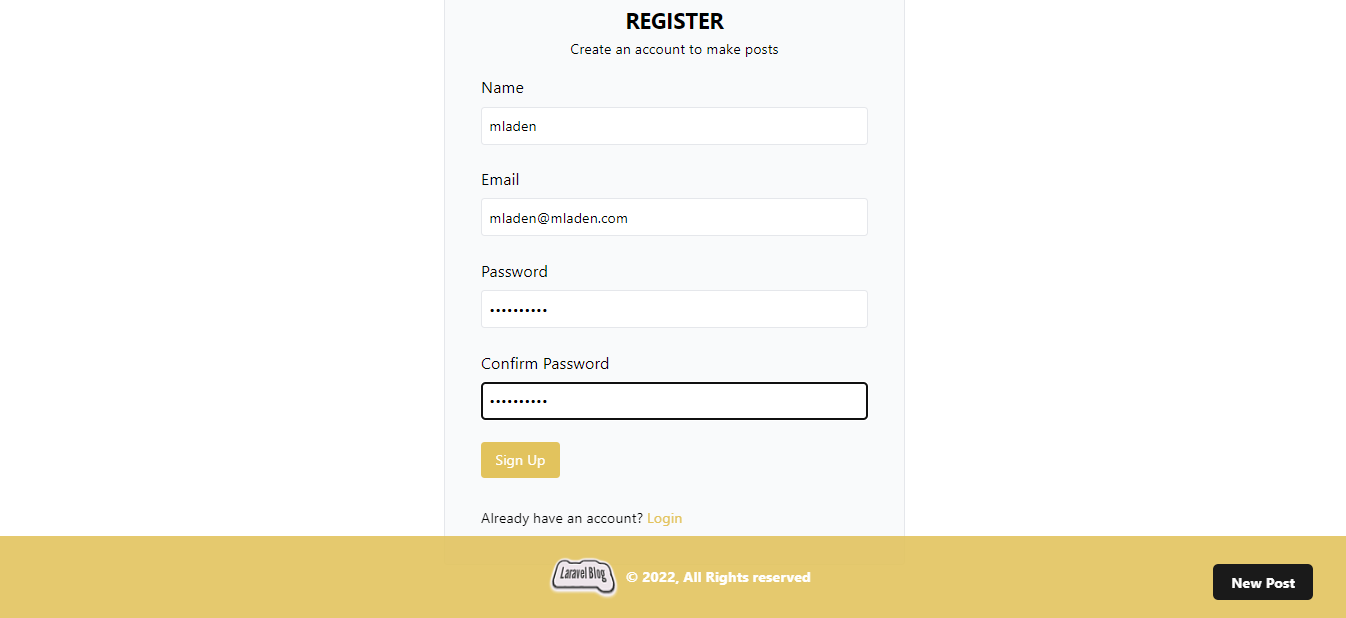 REGISTER
Create an account to make posts
Name
mladen
Email
mladen@mladen.com
Password
••••••••••
Confirm Password
••••••••••
Sign Up
Already have an account? Login
Laravel Blog © 2022, All Rights reserved
New Post